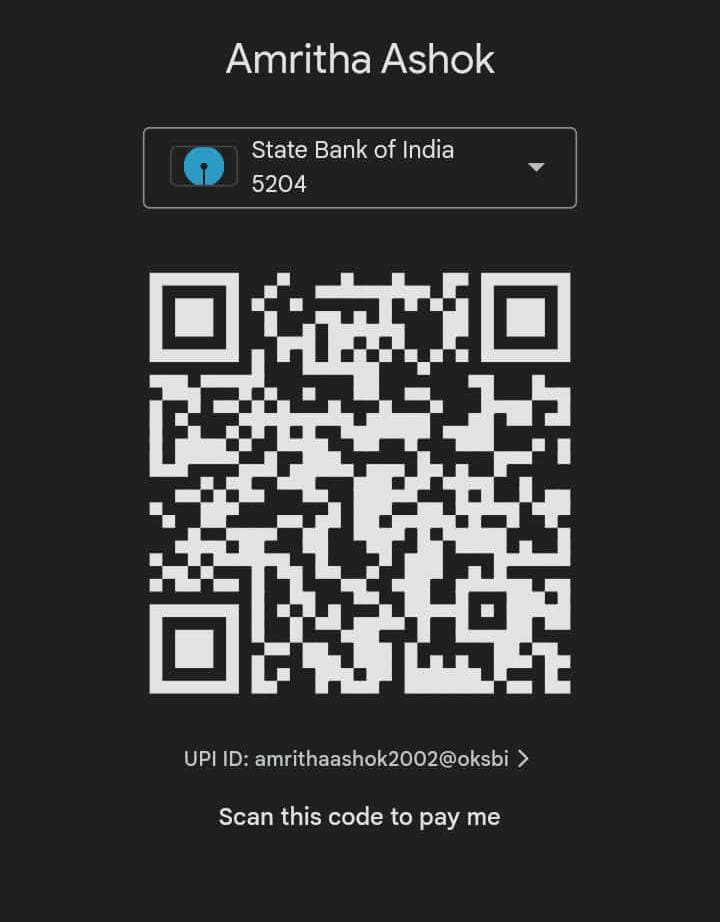 Amritha Ashok
State Bank of India
5204
UPI ID: amrithaashok2002@oksbi
Scan this code to pay me